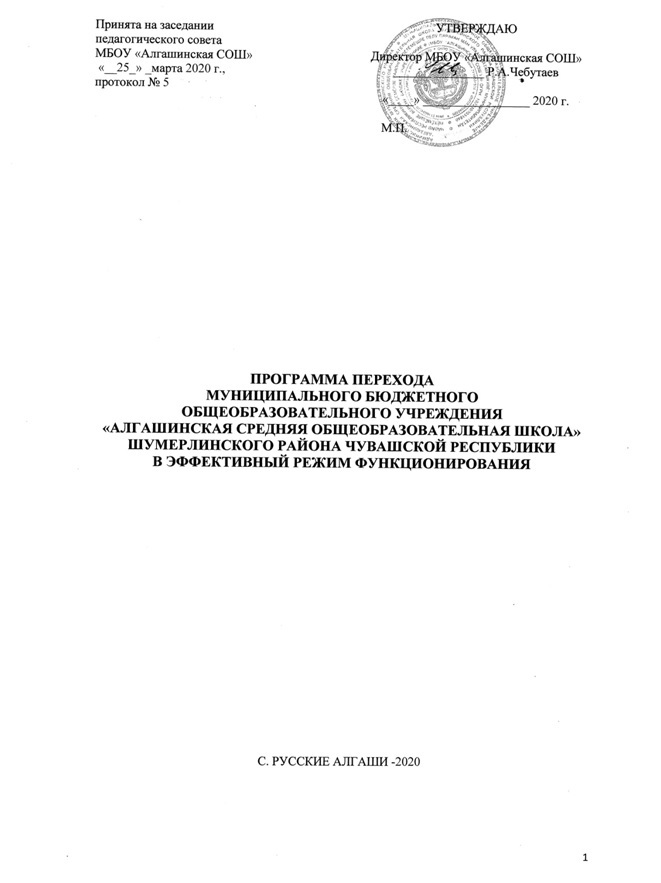 Принята на заседании
педагогического совета
МБОУ «Алгашинская СОШ»
«__25_» _марта 2020 г.,
протокол № 5
УТВЕРЖДАЮ
Директор МБОУ «Алгашинская СОШ»
______________ Р.А.Чебутаев
«____» _________________ 2020 г.
М.П.
ПРОГРАММА ПЕРЕХОДА
МУНИЦИПАЛЬНОГО БЮДЖЕТНОГО
ОБЩЕОБРАЗОВАТЕЛЬНОГО УЧРЕЖДЕНИЯ
«АЛГАШИНСКАЯ СРЕДНЯЯ ОБЩЕОБРАЗОВАТЕЛЬНАЯ ШКОЛА»
ШУМЕРЛИНСКОГО РАЙОНА ЧУВАШСКОЙ РЕСПУБЛИКИ
В ЭФФЕКТИВНЫЙ РЕЖИМ ФУНКЦИОНИРОВАНИЯ
С. РУССКИЕ АЛГАШИ -2020
1